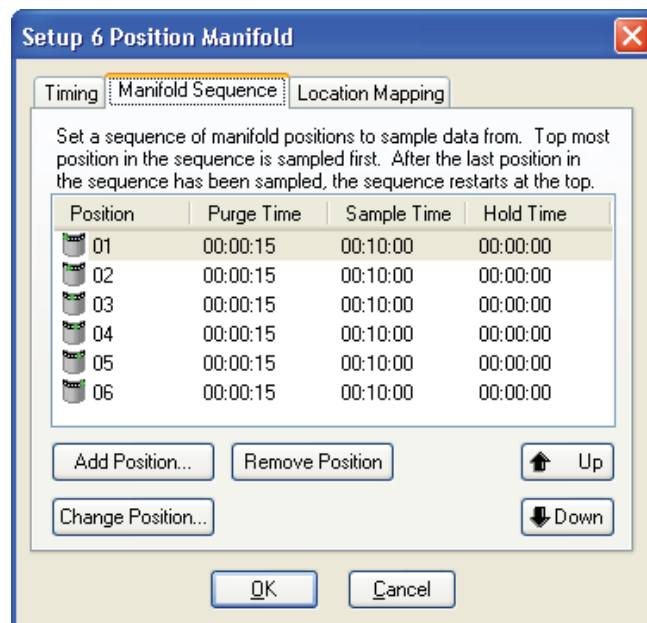 Setup 6 Position Manifold
Timing Manifold Sequence Location Mapping
Set a sequence of manifold positions to sample data from. Top most
position in the sequence is sampled first. After the last position in
the sequence has been sampled, the sequence restarts at the top.
Position Purge Time Sample Time Hold Time
01 00:00:15 00:10:00 00:00:00
02 00:00:15 00:10:00 00:00:00
03 00:00:15 00:10:00 00:00:00
04 00:00:15 00:10:00 00:00:00
05 00:00:15 00:10:00 00:00:00
06 00:00:15 00:10:00 00:00:00
Add Position... Remove Position Up
Change Position... Down
OK Cancel